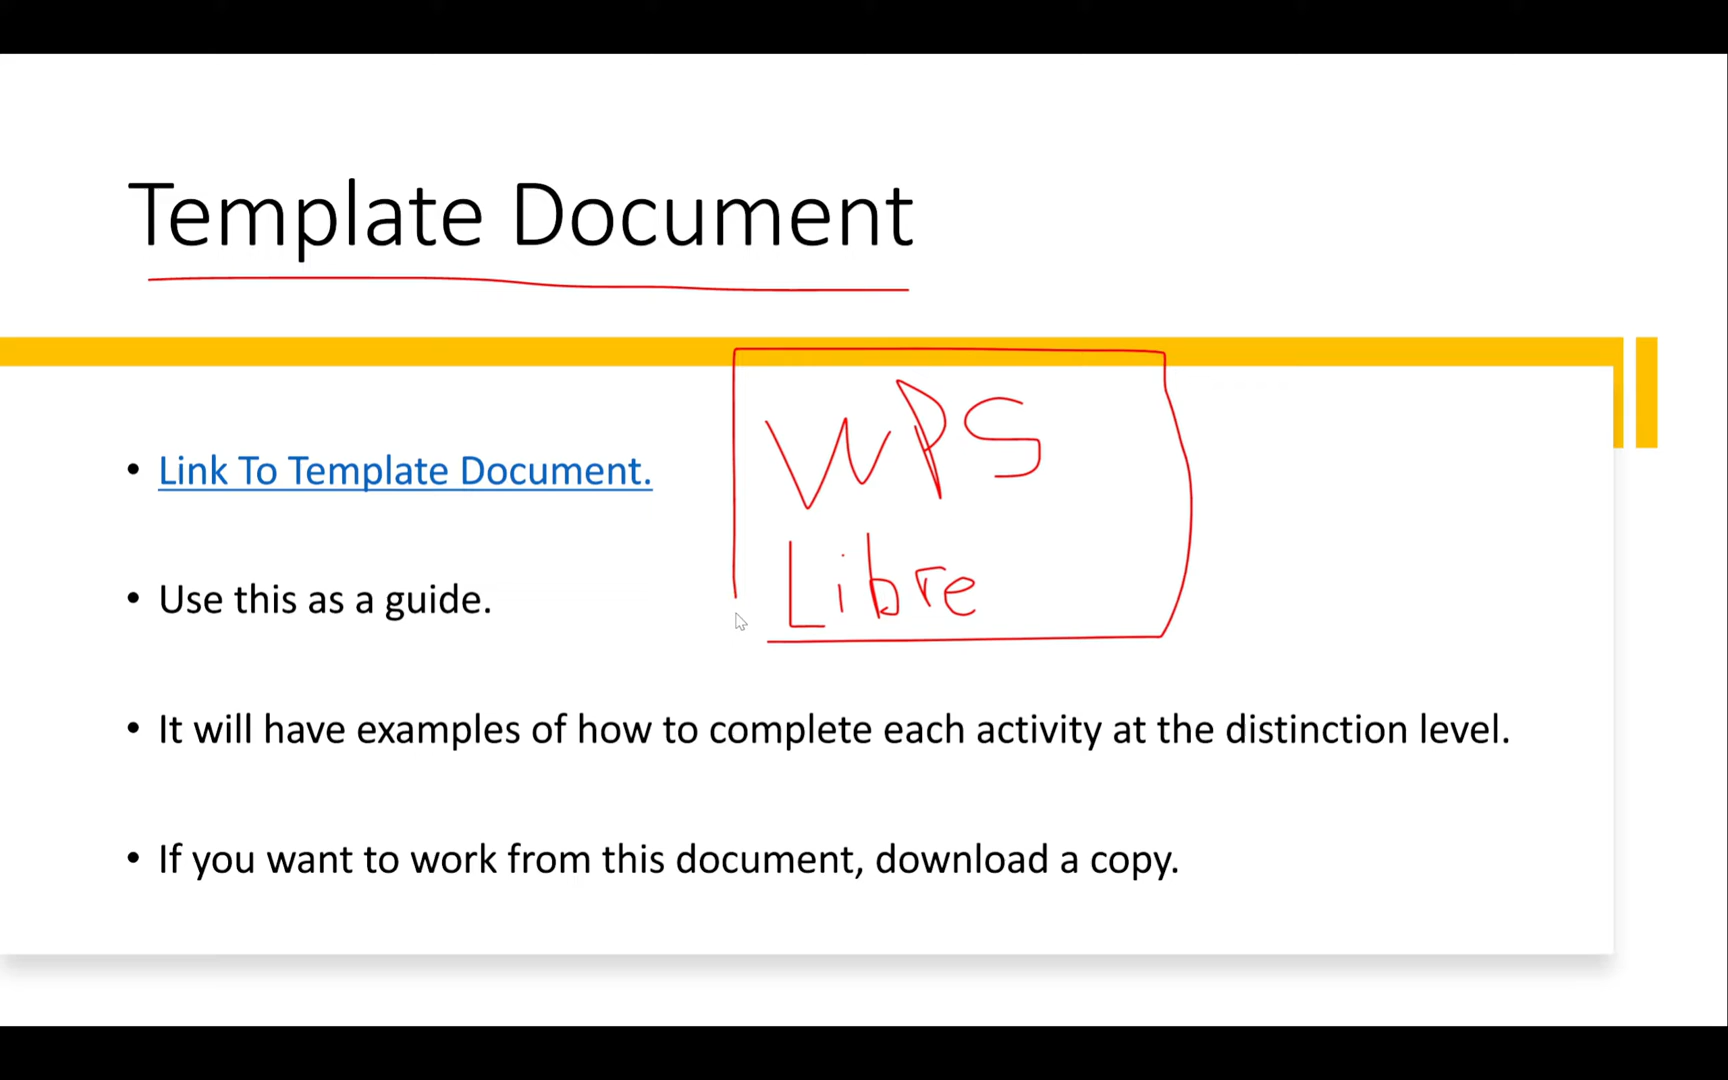 Template Document
WPS
Libre
• Link To Template Document.
• Use this as a guide.
• It will have examples of how to complete each activity at the distinction level.
• If you want to work from this document, download a copy.